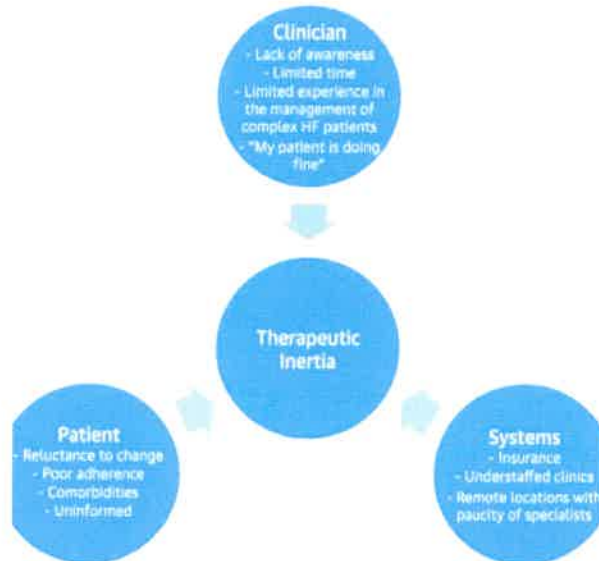 Clinician
- Lack of awareness
- Limited time
- Limited experience in
the management of
complex HF patients
- "My patient is doing
fine"
Therapeutic
Inertia
Patient
- Reluctance to change
- Poor adherence
- Comorbidities
- Uninformed
Systems
- Insurance
- Understaffed clinics
- Remote locations with
paucity of specialists